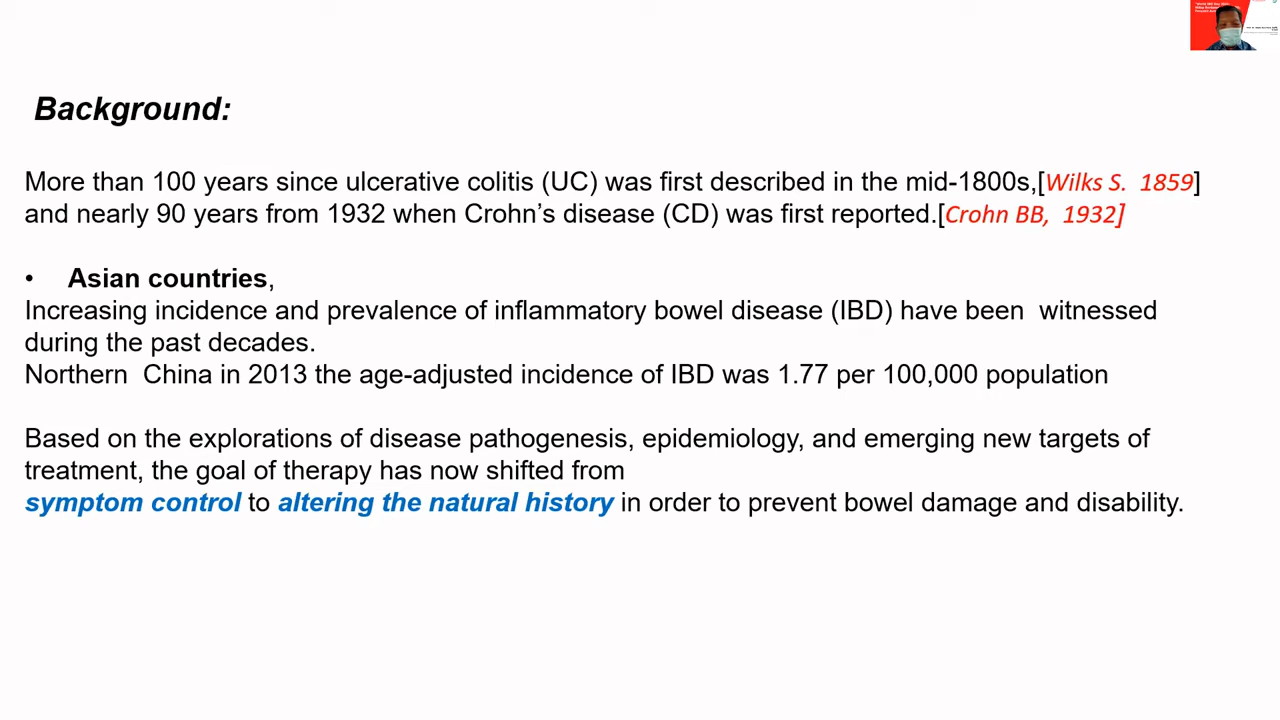 Background:
More than 100 years since ulcerative colitis (UC) was first described in the mid-1800s,[Wilks S. 1859]
and nearly 90 years from 1932 when Crohn’s disease (CD) was first reported.[Crohn BB, 1932]
• Asian countries,
Increasing incidence and prevalence of inflammatory bowel disease (IBD) have been witnessed
during the past decades.
Northern China in 2013 the age-adjusted incidence of IBD was 1.77 per 100,000 population
Based on the explorations of disease pathogenesis, epidemiology, and emerging new targets of
treatment, the goal of therapy has now shifted from
symptom control to altering the natural history in order to prevent bowel damage and disability.